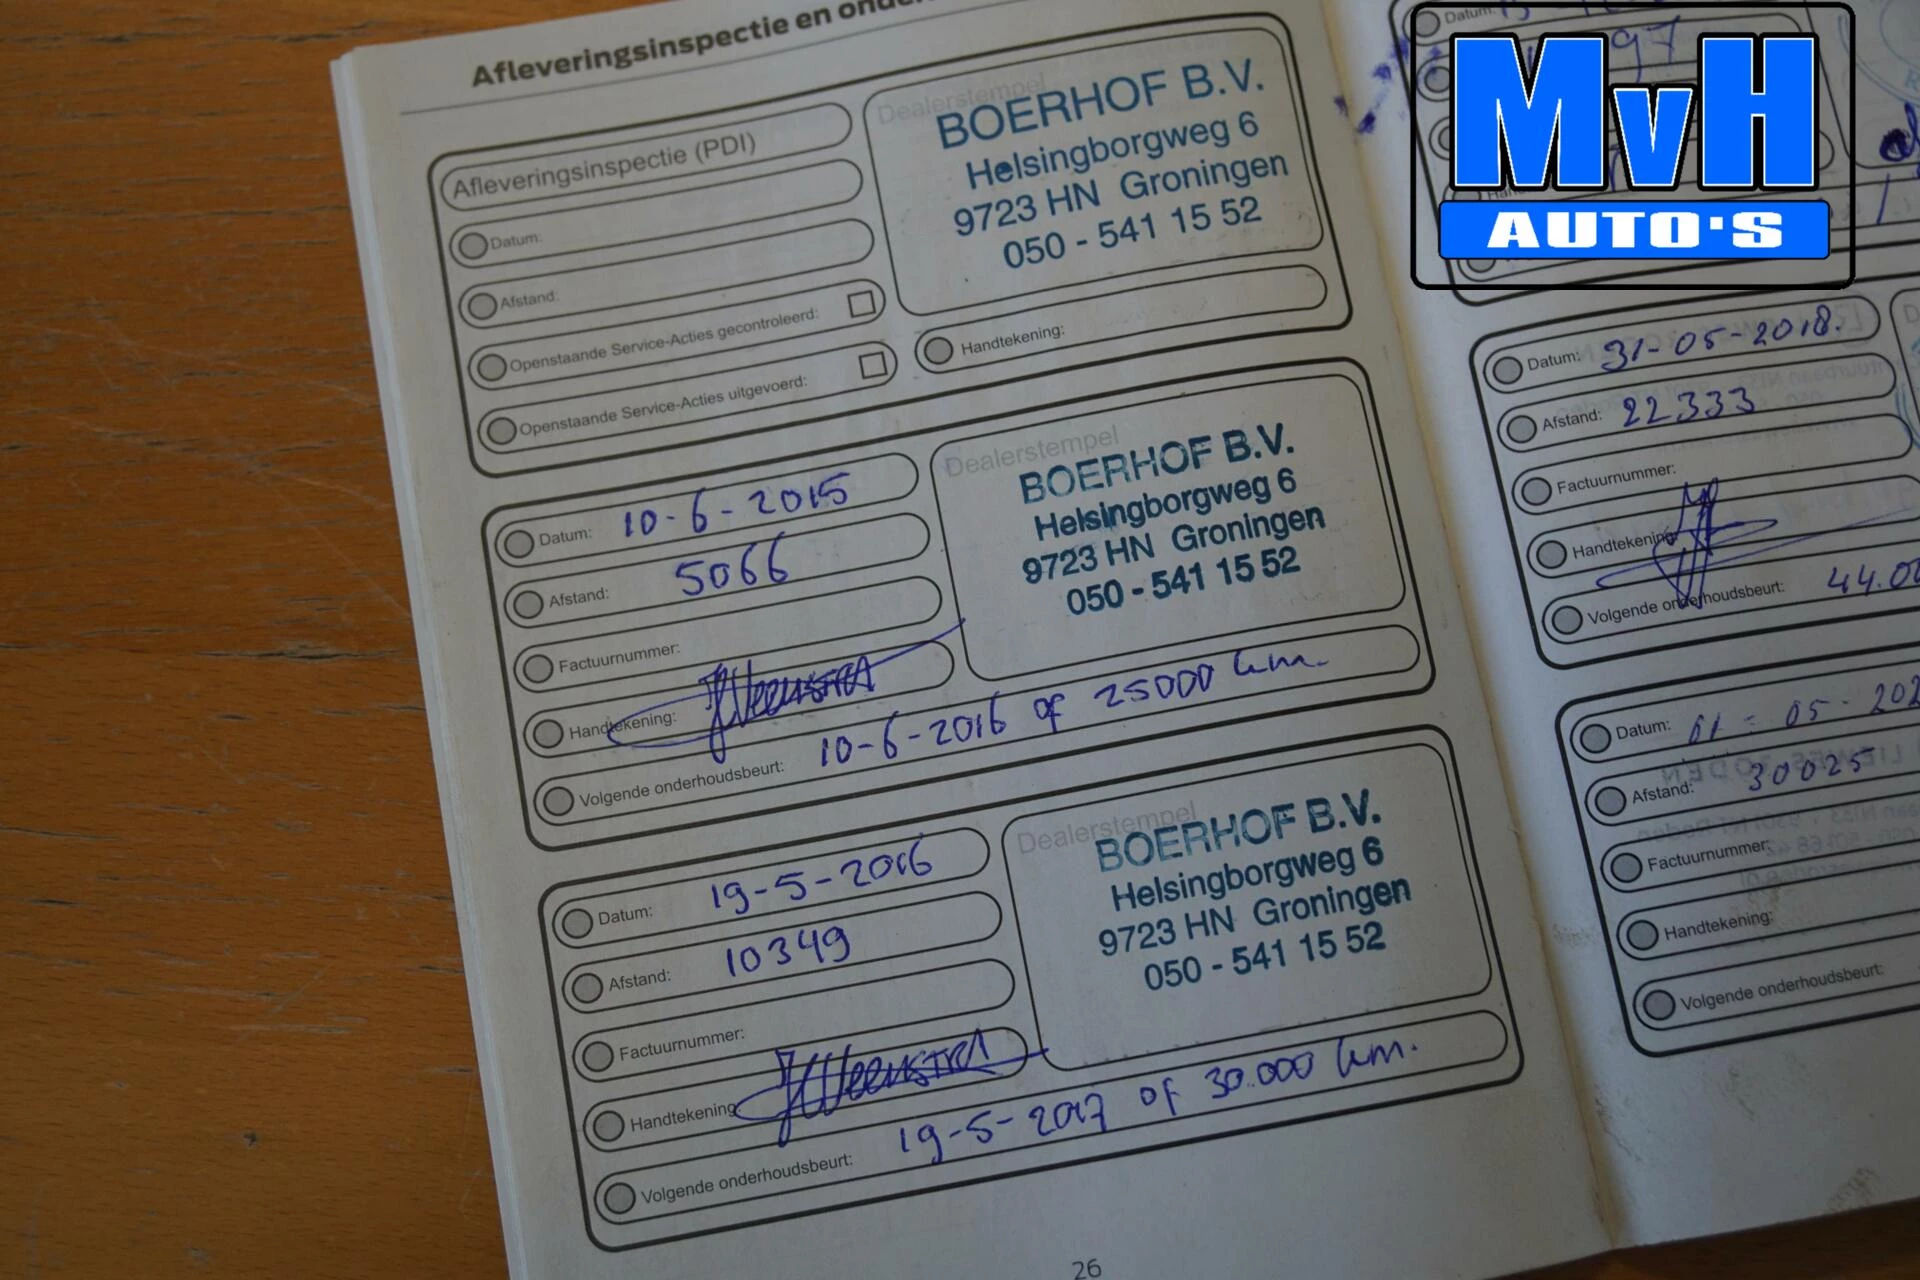 Afleveringsinspectie en
Afleveringsinspectie (PDI)
Datum:
Afstand:
Openstaande Service-Acties gecontroleerd:
Openstaande Service-Acties uitgevoerd:
Dealerstempel
BOERHOF B.V.
Helsingborgweg 6
9723 HN Groningen
050 - 541 15 52
Handtekening:
Datum: 10-6-2015
Afstand: 5066
Factuurnummer:
Handtekening:
Volgende onderhoudsbeurt: 10-6-2016 of 25000 km.
Dealerstempel
BOERHOF B.V.
Helsingborgweg 6
9723 HN Groningen
050 - 541 15 52
Datum: 19-5-2016
Afstand: 10349
Factuurnummer:
Handtekening:
Volgende onderhoudsbeurt: 19-5-2017 of 30.000 km.
Dealerstempel
BOERHOF B.V.
Helsingborgweg 6
9723 HN Groningen
050 - 541 15 52
26
Datum:
MvH
AUTO'S
Datum: 31-05-2018.
Afstand: 22333
Factuurnummer:
Handtekening:
Volgende onderhoudsbeurt:
Datum: 01-05-
Afstand: 30025
Factuurnummer:
Handtekening:
Volgende onderhoudsbeurt: